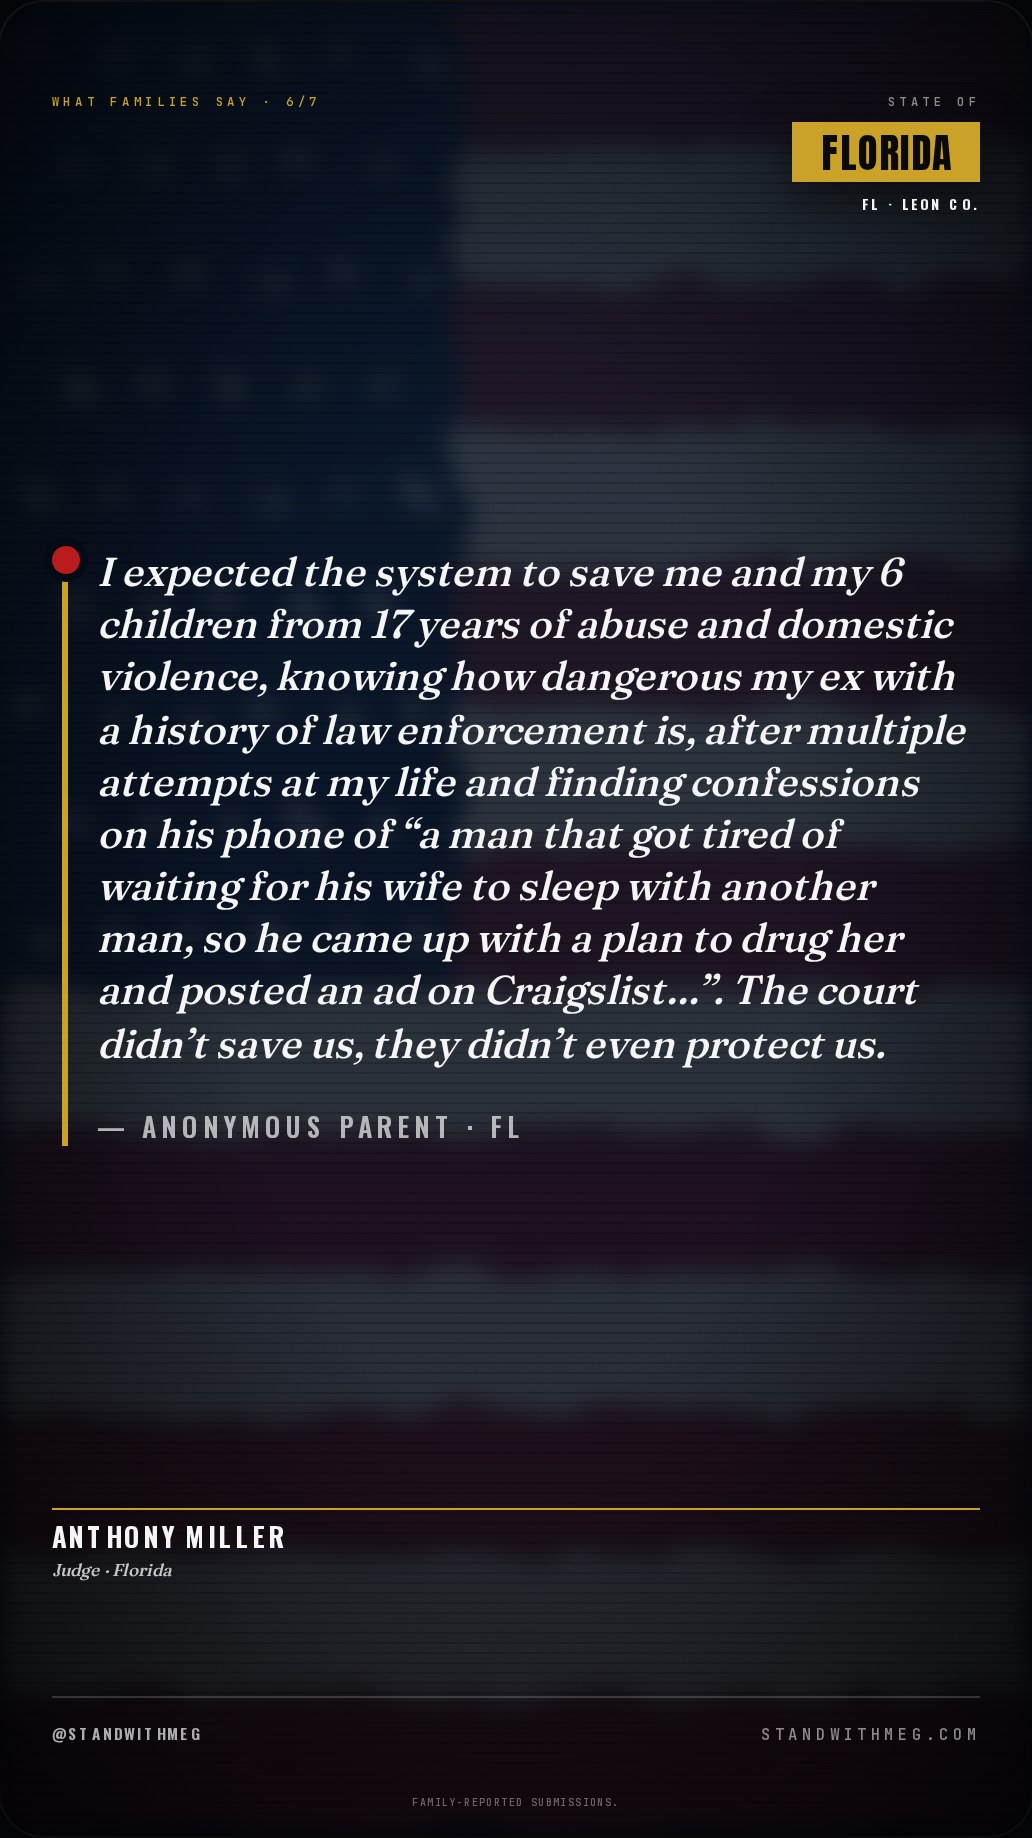 WHAT FAMILIES SAY · 6/7
STATE OF
FLORIDA
FL · LEON CO.
I expected the system to save me and my 6
children from 17 years of abuse and domestic
violence, knowing how dangerous my ex with
a history of law enforcement is, after multiple
attempts at my life and finding confessions
on his phone of “a man that got tired of
waiting for his wife to sleep with another
man, so he came up with a plan to drug her
and posted an ad on Craigslist...”. The court
didn’t save us, they didn’t even protect us.
— ANONYMOUS PARENT · FL
ANTHONY MILLER
Judge · Florida
@STANDWITHMEG
STANDWITHMEG.COM
FAMILY-REPORTED SUBMISSIONS.